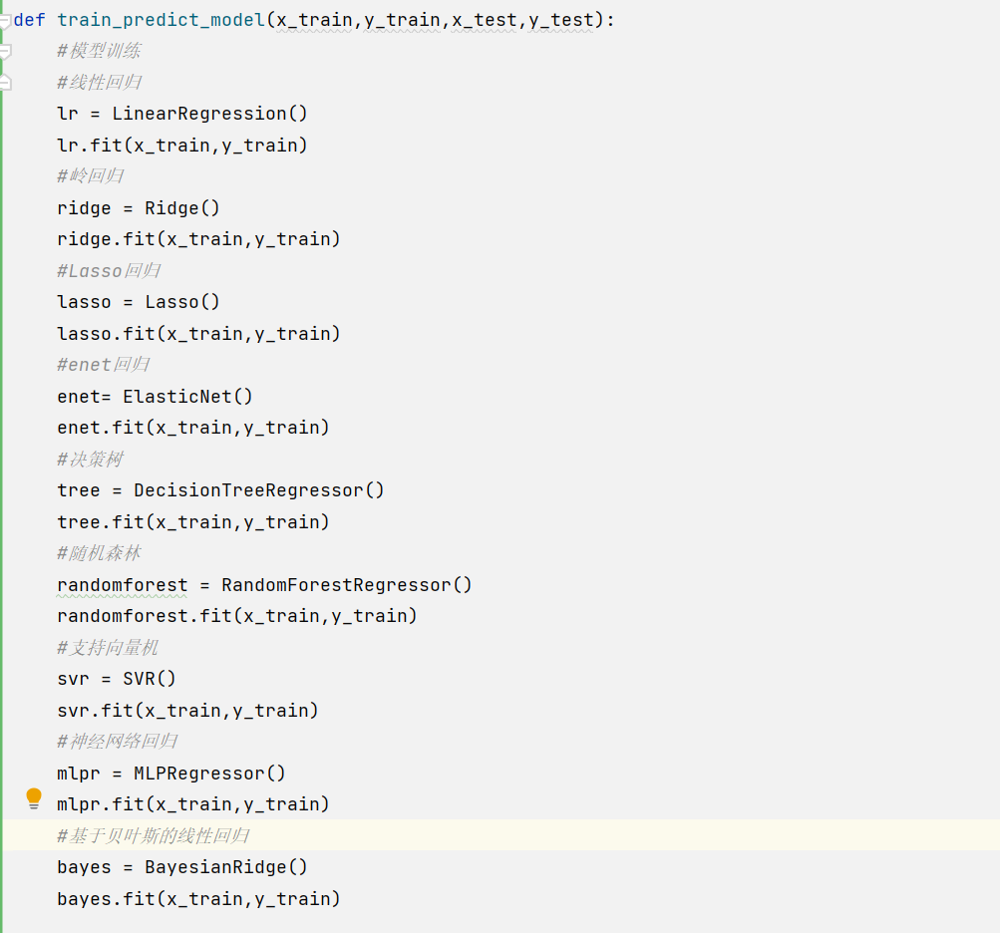 def train_predict_model(x_train,y_train,x_test,y_test):
    #模型训练
    #线性回归
    lr = LinearRegression()
    lr.fit(x_train,y_train)
    #岭回归
    ridge = Ridge()
    ridge.fit(x_train,y_train)
    #Lasso回归
    lasso = Lasso()
    lasso.fit(x_train,y_train)
    #enet回归
    enet= ElasticNet()
    enet.fit(x_train,y_train)
    #决策树
    tree = DecisionTreeRegressor()
    tree.fit(x_train,y_train)
    #随机森林
    randomforest = RandomForestRegressor()
    randomforest.fit(x_train,y_train)
    #支持向量机
    svr = SVR()
    svr.fit(x_train,y_train)
    #神经网络回归
    mlpr = MLPRegressor()
    mlpr.fit(x_train,y_train)
    #基于贝叶斯的线性回归
    bayes = BayesianRidge()
    bayes.fit(x_train,y_train)